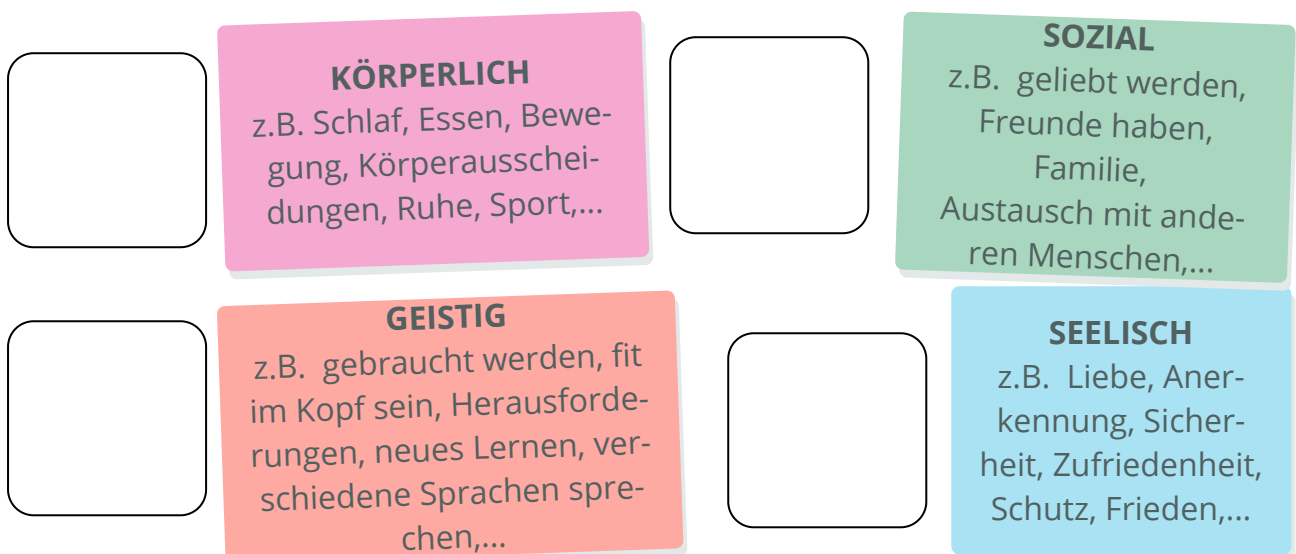 KÖRPERLICH
z.B. Schlaf, Essen, Bewe-
gung, Körperausschei-
dungen, Ruhe, Sport,...
SOZIAL
z.B. geliebt werden,
Freunde haben,
Familie,
Austausch mit ande-
ren Menschen,...
GEISTIG
z.B. gebraucht werden, fit
im Kopf sein, Herausforde-
rungen, neues Lernen, ver-
schiedene Sprachen spre-
chen,...
SEELISCH
z.B. Liebe, Aner-
kennung, Sicher-
heit, Zufriedenheit,
Schutz, Frieden,...